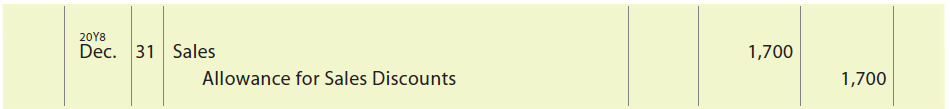 20Y8
Dec. 31 Sales 1,700
Allowance for Sales Discounts 1,700